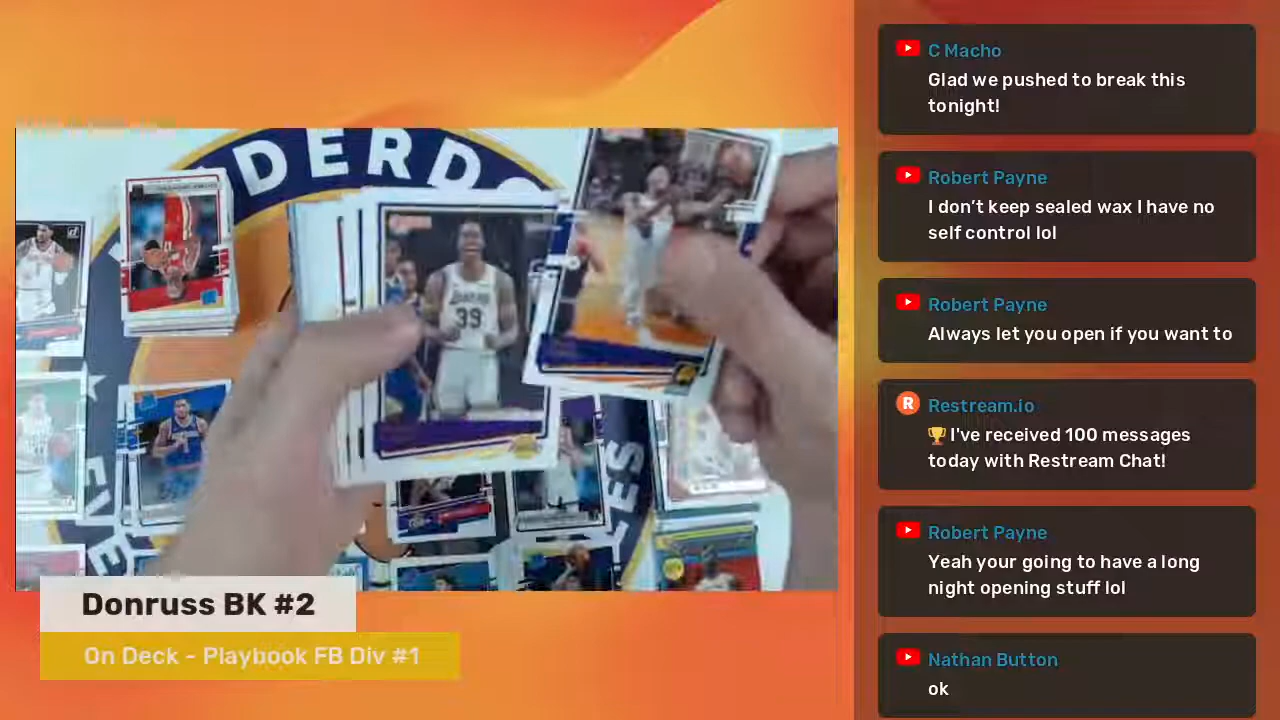 C Macho
Glad we pushed to break this
tonight!
Robert Payne
I don't keep sealed wax I have no
self control lol
Robert Payne
Always let you open if you want to
Restream.io
🏆 I've received 100 messages
today with Restream Chat!
Robert Payne
Yeah your going to have a long
night opening stuff lol
Nathan Button
ok
DERD
39
Donruss BK #2
On Deck - Playbook FB Div #1